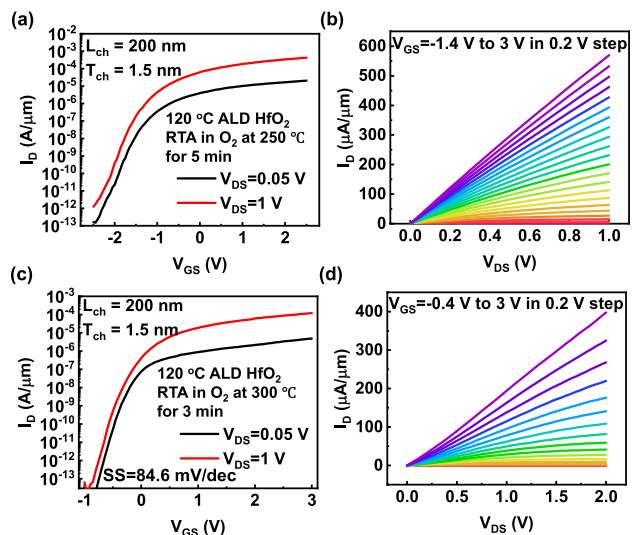 (a)
L_ch = 200 nm
T_ch = 1.5 nm
120 °C ALD HfO₂
RTA in O₂ at 250 ℃
for 5 min
V_DS=0.05 V
V_DS=1 V
I_D (A/μm)
10⁻³
10⁻⁴
10⁻⁵
10⁻⁶
10⁻⁷
10⁻⁸
10⁻⁹
10⁻¹⁰
10⁻¹¹
10⁻¹²
10⁻¹³
-2 -1 0 1 2
V_GS (V)
(b)
V_GS=-1.4 V to 3 V in 0.2 V step
I_D (μA/μm)
600
500
400
300
200
100
0
0.0 0.2 0.4 0.6 0.8 1.0
V_DS (V)
(c)
L_ch = 200 nm
T_ch = 1.5 nm
120 °C ALD HfO₂
RTA in O₂ at 300 ℃
for 3 min
V_DS=0.05 V
V_DS=1 V
SS=84.6 mV/dec
I_D (A/μm)
10⁻³
10⁻⁴
10⁻⁵
10⁻⁶
10⁻⁷
10⁻⁸
10⁻⁹
10⁻¹⁰
10⁻¹¹
10⁻¹²
10⁻¹³
-1 0 1 2 3
V_GS (V)
(d)
V_GS=-0.4 V to 3 V in 0.2 V step
I_D (μA/μm)
400
300
200
100
0
0.0 0.5 1.0 1.5 2.0
V_DS (V)